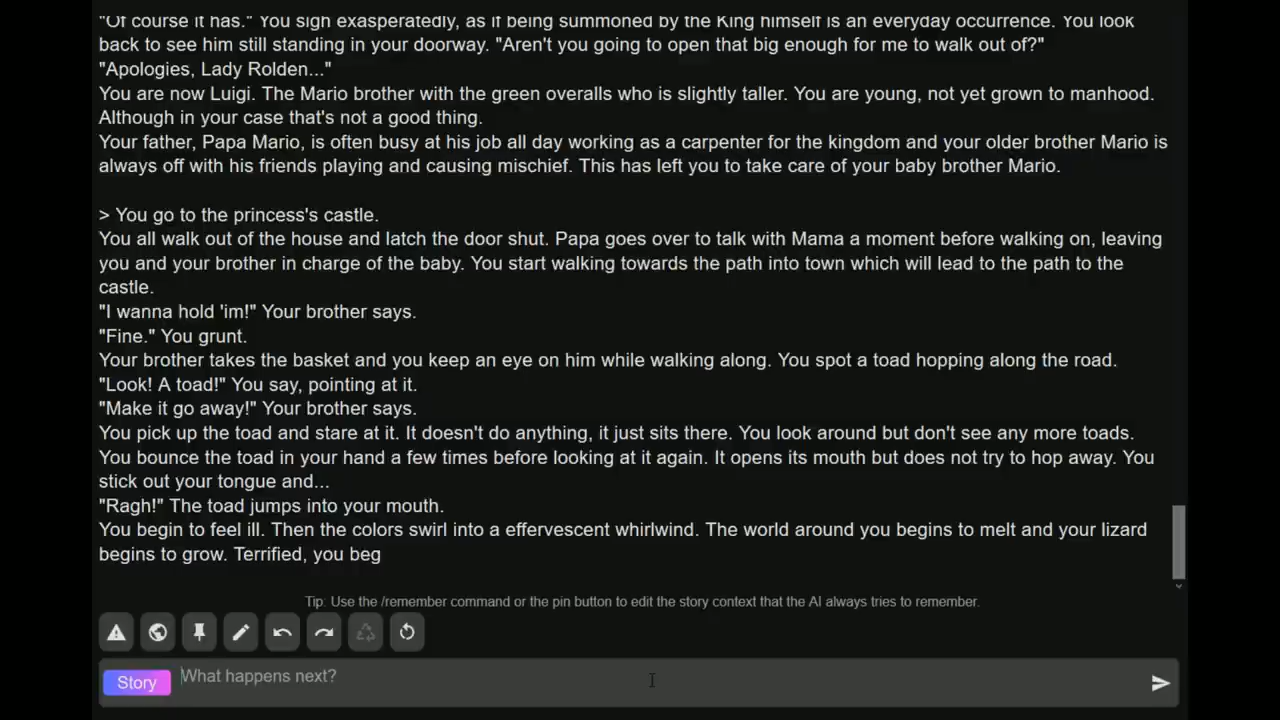 "Of course it has." You sigh exasperatedly, as if being summoned by the King himself is an everyday occurrence. You look
back to see him still standing in your doorway. "Aren't you going to open that big enough for me to walk out of?"
"Apologies, Lady Rolden..."
You are now Luigi. The Mario brother with the green overalls who is slightly taller. You are young, not yet grown to manhood.
Although in your case that's not a good thing.
Your father, Papa Mario, is often busy at his job all day working as a carpenter for the kingdom and your older brother Mario is
always off with his friends playing and causing mischief. This has left you to take care of your baby brother Mario.
> You go to the princess's castle.
You all walk out of the house and latch the door shut. Papa goes over to talk with Mama a moment before walking on, leaving
you and your brother in charge of the baby. You start walking towards the path into town which will lead to the path to the
castle.
"I wanna hold 'im!" Your brother says.
"Fine." You grunt.
Your brother takes the basket and you keep an eye on him while walking along. You spot a toad hopping along the road.
"Look! A toad!" You say, pointing at it.
"Make it go away!" Your brother says.
You pick up the toad and stare at it. It doesn't do anything, it just sits there. You look around but don't see any more toads.
You bounce the toad in your hand a few times before looking at it again. It opens its mouth but does not try to hop away. You
stick out your tongue and...
"Ragh!" The toad jumps into your mouth.
You begin to feel ill. Then the colors swirl into a effervescent whirlwind. The world around you begins to melt and your lizard
begins to grow. Terrified, you beg
Tip: Use the /remember command or the pin button to edit the story context that the AI always tries to remember.
Story What happens next?